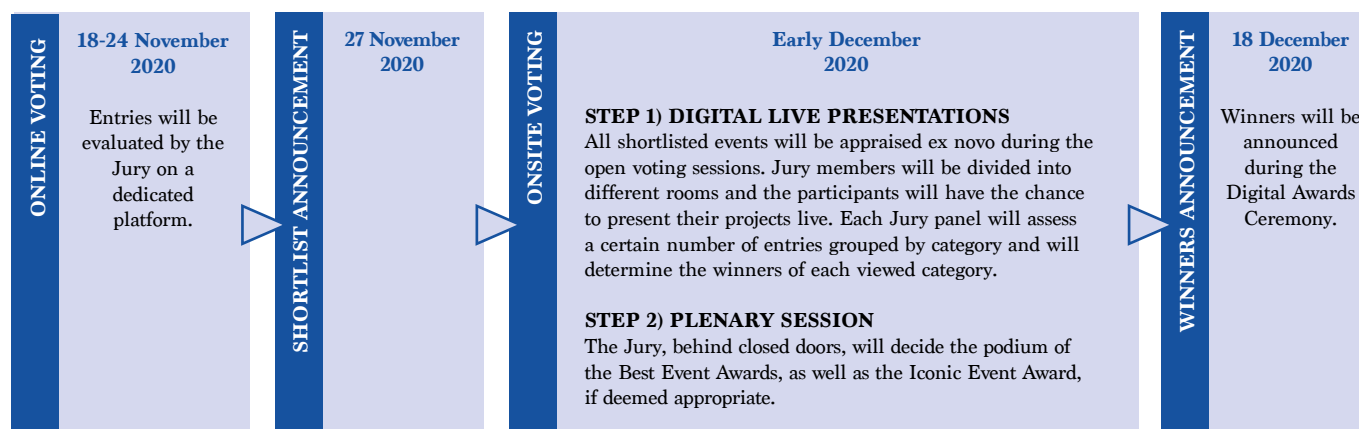 ONLINE VOTING
18-24 November
2020
Entries will be
evaluated by the
Jury on a
dedicated
platform.
SHORTLIST ANNOUNCEMENT
27 November
2020
ONSITE VOTING
Early December
2020
STEP 1) DIGITAL LIVE PRESENTATIONS
All shortlisted events will be appraised ex novo during the
open voting sessions. Jury members will be divided into
different rooms and the participants will have the chance
to present their projects live. Each Jury panel will assess
a certain number of entries grouped by category and will
determine the winners of each viewed category.
STEP 2) PLENARY SESSION
The Jury, behind closed doors, will decide the podium of
the Best Event Awards, as well as the Iconic Event Award,
if deemed appropriate.
WINNERS ANNOUNCEMENT
18 December
2020
Winners will be
announced
during the
Digital Awards
Ceremony.